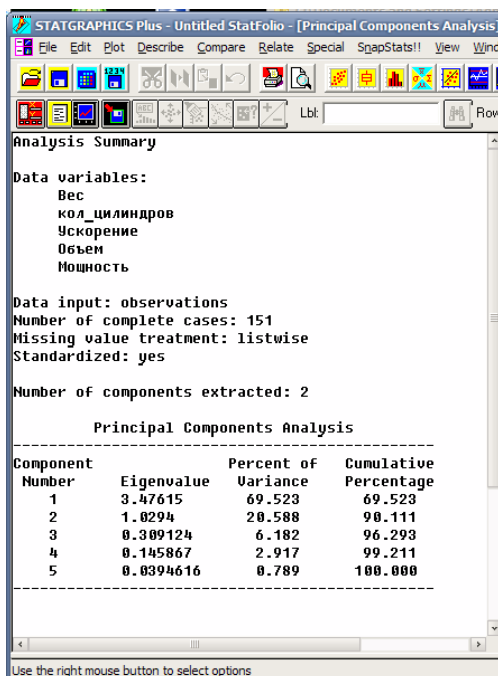 STATGRAPHICS Plus - Untitled StatFolio - [Principal Components Analysis]
File Edit Plot Describe Compare Relate Special SnapStats!! View Wind
Lbl: Row
Analysis Summary
Data variables:
Вес
кол_цилиндров
Ускорение
Объем
Мощность
Data input: observations
Number of complete cases: 151
Missing value treatment: listwise
Standardized: yes
Number of components extracted: 2
Principal Components Analysis
Component Percent of Cumulative
Number Eigenvalue Variance Percentage
1 3.47615 69.523 69.523
2 1.0294 20.588 90.111
3 0.309124 6.182 96.293
4 0.145867 2.917 99.211
5 0.0394616 0.789 100.000
Use the right mouse button to select options